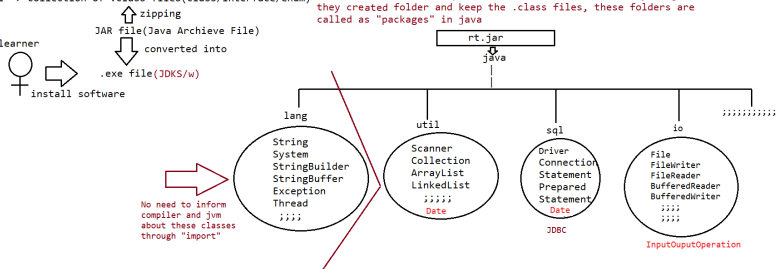 they created folder and keep the .class files, these folders are
called as "packages" in java
zipping
JAR file(Java Archieve File)
converted into
learner
.exe file(JDKS/w)
install software
rt.jar
java
lang
util
sql
io
;;;;;;;;;;;
String
System
StringBuilder
StringBuffer
Exception
Thread
;;;;
Scanner
Collection
ArrayList
LinkedList
;;;;;
Date
Driver
Connection
Statement
Prepared
Statement
Date
JDBC
File
FileWriter
FileReader
BufferedReader
BufferedWriter
;;;;
;;;;
InputOuputOperation
No need to inform
compiler and jvm
about these classes
through "import"